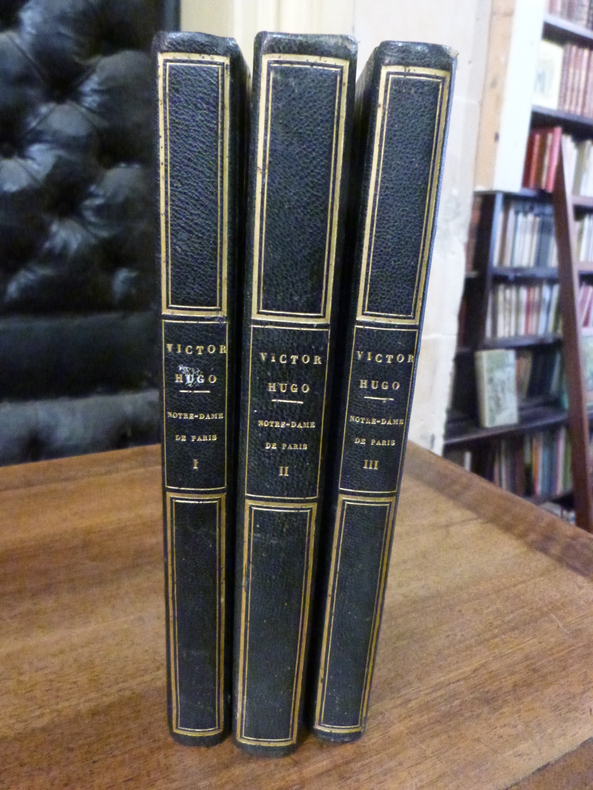 VICTOR
HUGO
NOTRE-DAME
DE PARIS
I
VICTOR
HUGO
NOTRE-DAME
DE PARIS
II
VICTOR
HUGO
NOTRE-DAME
DE PARIS
III